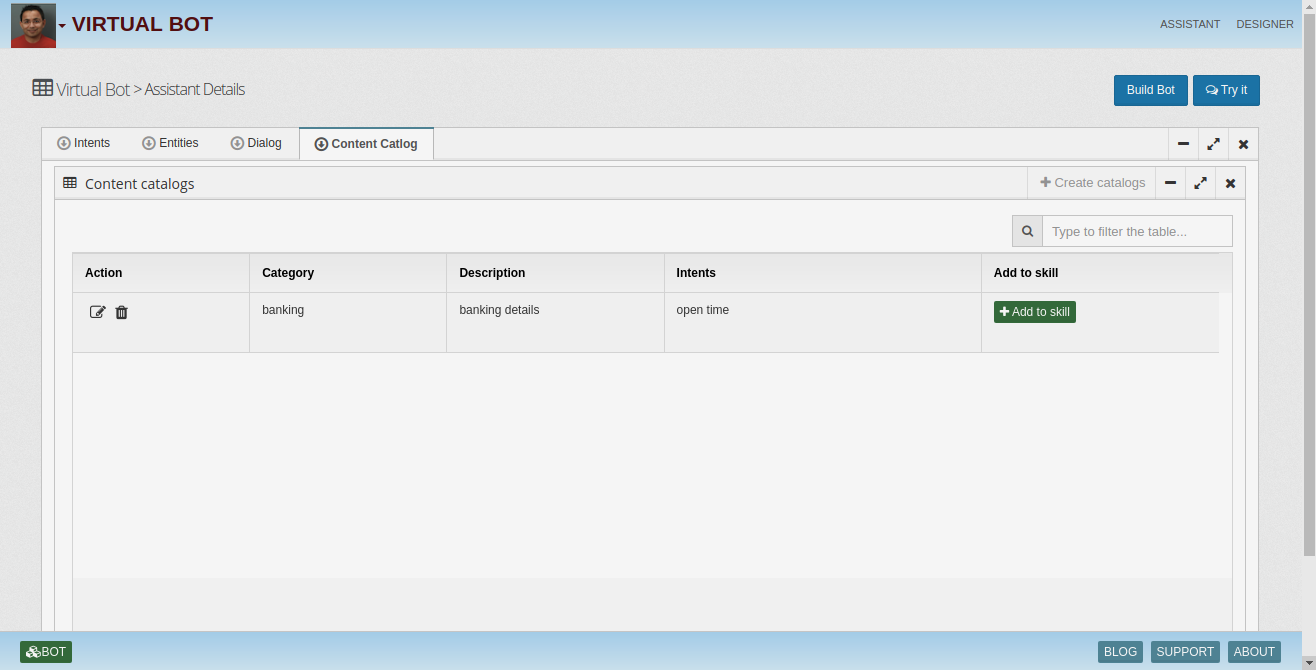 VIRTUAL BOT
ASSISTANT DESIGNER
Virtual Bot > Assistant Details
Build Bot Try it
Intents Entities Dialog Content Catlog
Content catalogs
Create catalogs
Type to filter the table...
Action Category Description Intents Add to skill
banking banking details open time Add to skill
BOT BLOG SUPPORT ABOUT